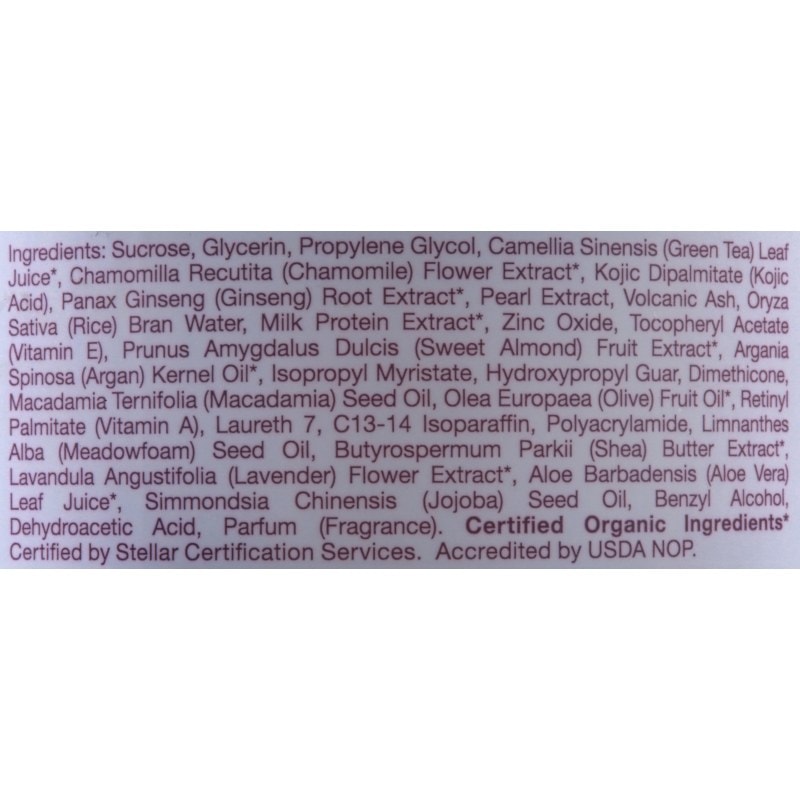 Ingredients: Sucrose, Glycerin, Propylene Glycol, Camellia Sinensis (Green Tea) Leaf
Juice*, Chamomilla Recutita (Chamomile) Flower Extract*, Kojic Dipalmitate (Kojic
Acid), Panax Ginseng (Ginseng) Root Extract*, Pearl Extract, Volcanic Ash, Oryza
Sativa (Rice) Bran Water, Milk Protein Extract*, Zinc Oxide, Tocopheryl Acetate
(Vitamin E), Prunus Amygdalus Dulcis (Sweet Almond) Fruit Extract*, Argania
Spinosa (Argan) Kernel Oil*, Isopropyl Myristate, Hydroxypropyl Guar, Dimethicone,
Macadamia Ternifolia (Macadamia) Seed Oil, Olea Europaea (Olive) Fruit Oil*, Retinyl
Palmitate (Vitamin A), Laureth 7, C13-14 Isoparaffin, Polyacrylamide, Limnanthes
Alba (Meadowfoam) Seed Oil, Butyrospermum Parkii (Shea) Butter Extract*,
Lavandula Angustifolia (Lavender) Flower Extract*, Aloe Barbadensis (Aloe Vera)
Leaf Juice*, Simmondsia Chinensis (Jojoba) Seed Oil, Benzyl Alcohol,
Dehydroacetic Acid, Parfum (Fragrance). Certified Organic Ingredients*
Certified by Stellar Certification Services. Accredited by USDA NOP.